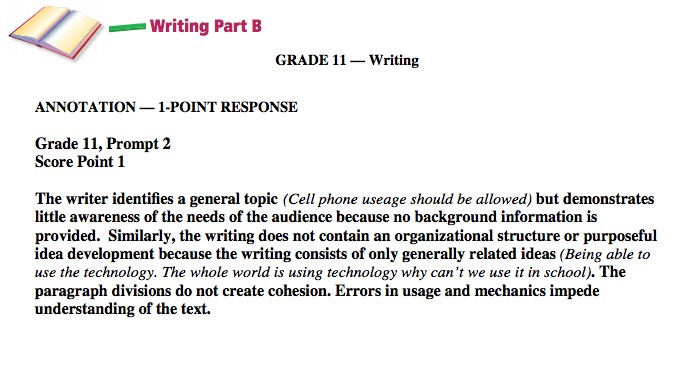 Writing Part B
GRADE 11 — Writing
ANNOTATION — 1-POINT RESPONSE
Grade 11, Prompt 2
Score Point 1
The writer identifies a general topic (Cell phone useage should be allowed) but demonstrates
little awareness of the needs of the audience because no background information is
provided.  Similarly, the writing does not contain an organizational structure or purposeful
idea development because the writing consists of only generally related ideas (Being able to
use the technology. The whole world is using technology why can’t we use it in school). The
paragraph divisions do not create cohesion. Errors in usage and mechanics impede
understanding of the text.